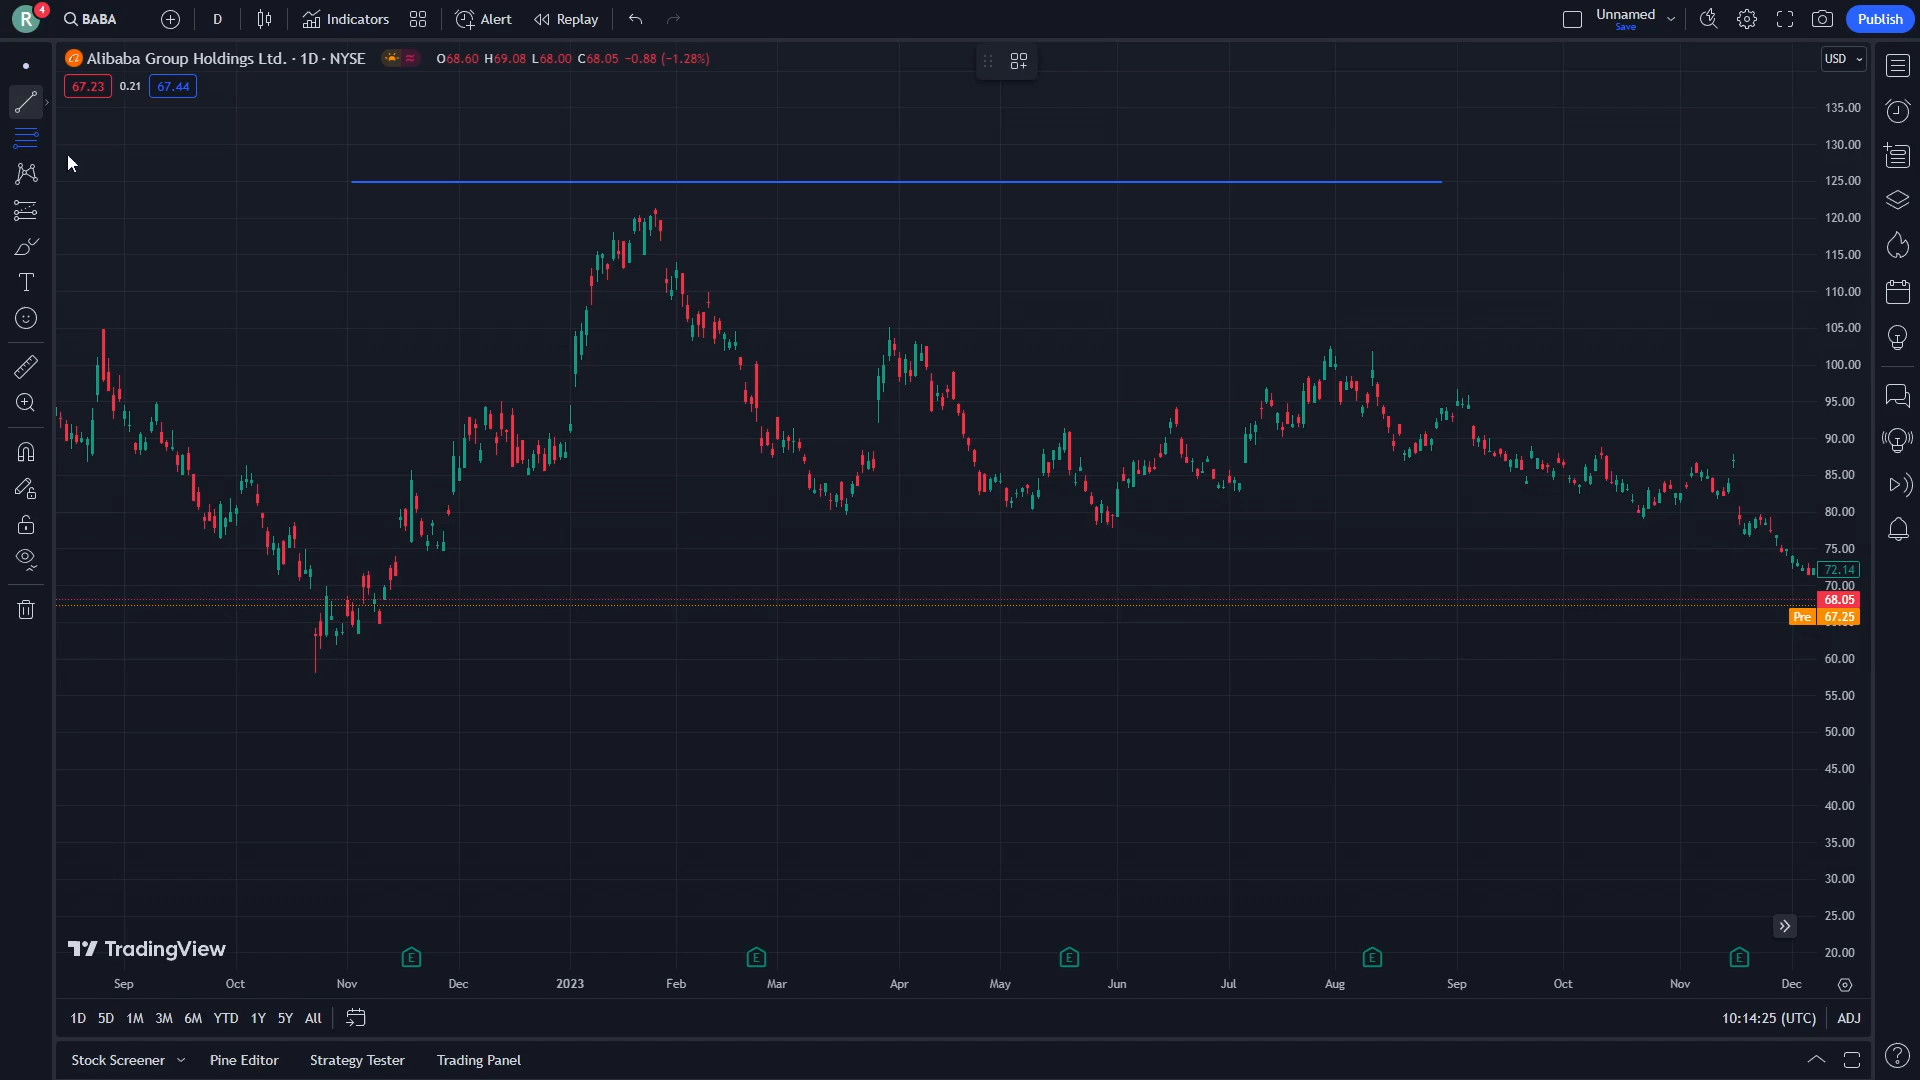 R 4 BABA D Indicators Alert Replay Unnamed Save Publish
Alibaba Group Holdings Ltd. · 1D · NYSE O68.60 H69.08 L68.00 C68.05 −0.88 (−1.28%) USD
67.23 0.21 67.44
135.00
130.00
125.00
120.00
115.00
110.00
105.00
100.00
95.00
90.00
85.00
80.00
75.00
72.14
70.00
68.05
Pre 67.25
60.00
55.00
50.00
45.00
40.00
35.00
30.00
25.00
20.00
TradingView
E E E E E
Sep Oct Nov Dec 2023 Feb Mar Apr May Jun Jul Aug Sep Oct Nov Dec
1D 5D 1M 3M 6M YTD 1Y 5Y All 10:14:25 (UTC) ADJ
Stock Screener Pine Editor Strategy Tester Trading Panel